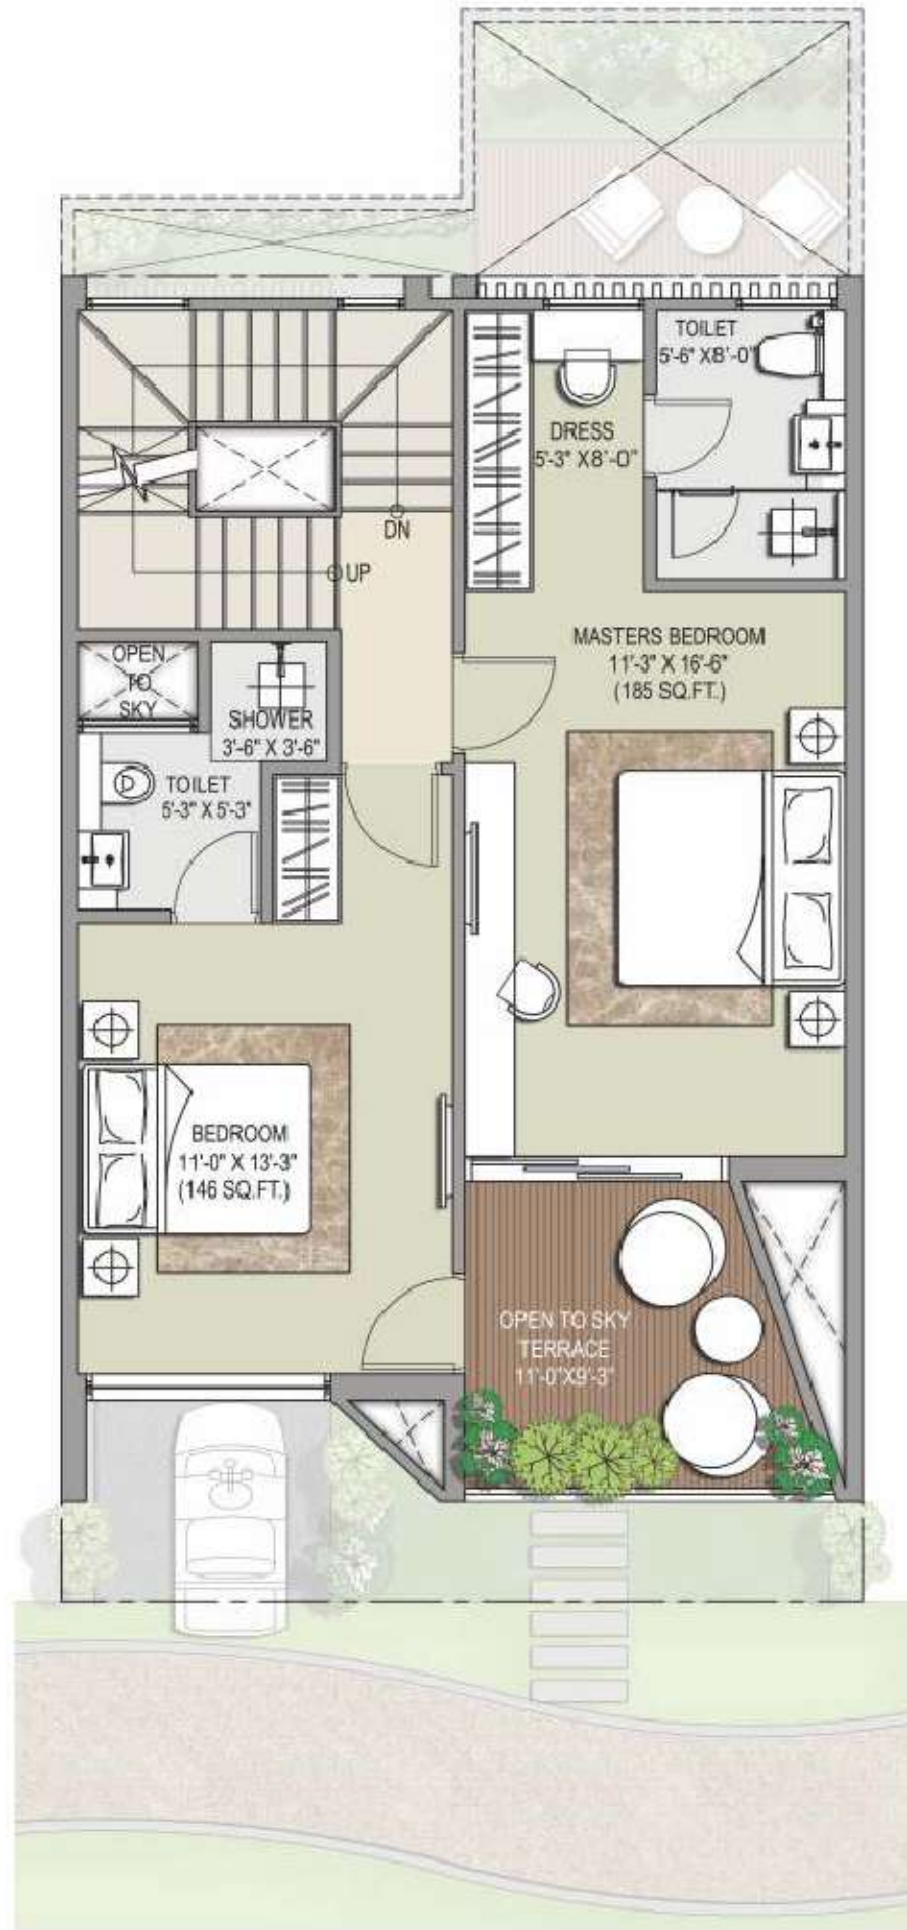 TOILET
5'-6" X8'-0"
DRESS
5'-3" X8'-0"
DN
UP
MASTERS BEDROOM
11'-3" X 16'-6"
(185 SQ.FT.)
OPEN
TO
SKY
SHOWER
3'-6" X 3'-6"
TOILET
5'-3" X 5'-3"
BEDROOM
11'-0" X 13'-3"
(146 SQ.FT.)
OPEN TO SKY
TERRACE
11'-0"X9'-3"